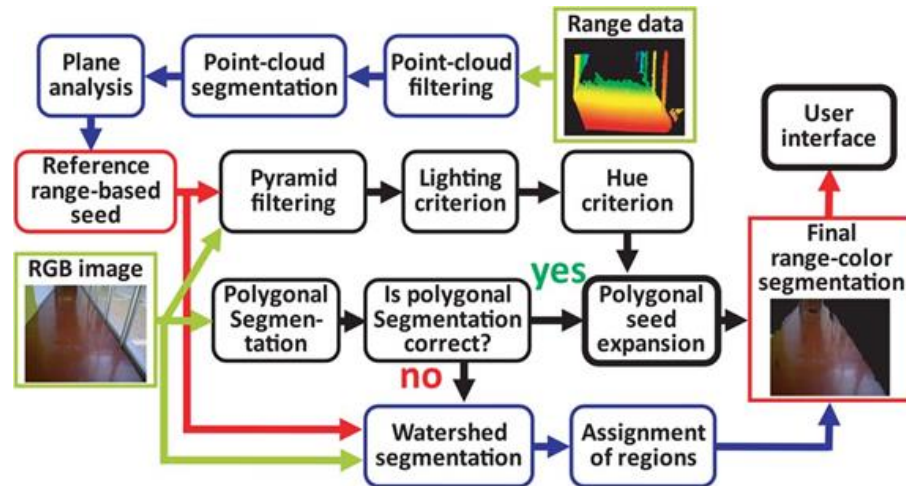 Range data
Plane
analysis
Point-cloud
segmentation
Point-cloud
filtering
User
interface
Reference
range-based
seed
Pyramid
filtering
Lighting
criterion
Hue
criterion
RGB image
Polygonal
Segmen-
tation
Is polygonal
Segmentation
correct?
yes
no
Polygonal
seed
expansion
Final
range-color
segmentation
Watershed
segmentation
Assignment
of regions